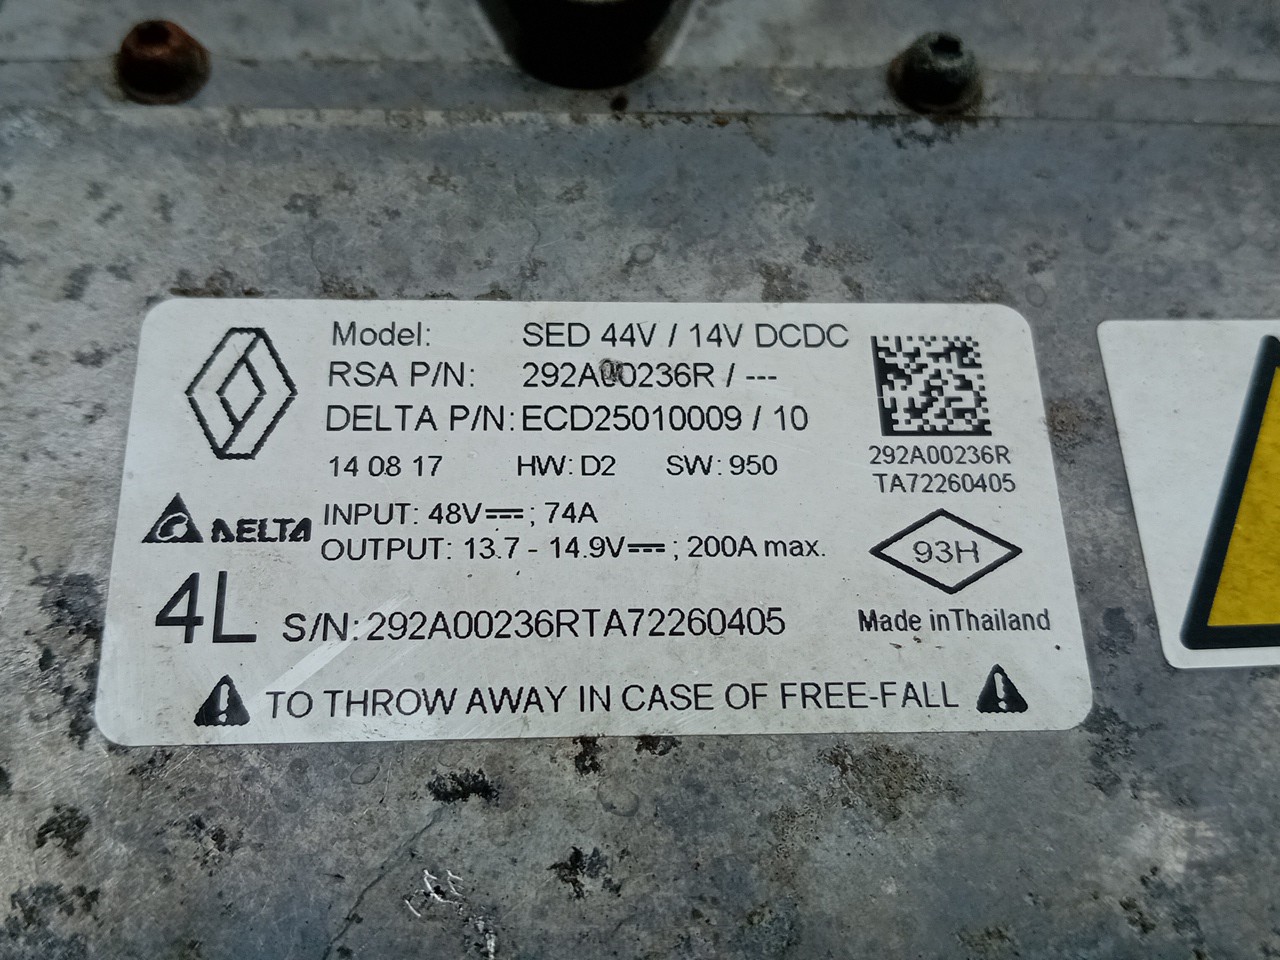 Model: SED 44V / 14V DCDC
RSA P/N: 292A00236R / ---
DELTA P/N: ECD25010009 / 10
14 08 17 HW: D2 SW: 950
292A00236R
TA72260405
DELTA
INPUT: 48V⎓; 74A
OUTPUT: 13.7 - 14.9V⎓; 200A max.
93H
4L
S/N: 292A00236RTA72260405
Made in Thailand
TO THROW AWAY IN CASE OF FREE-FALL